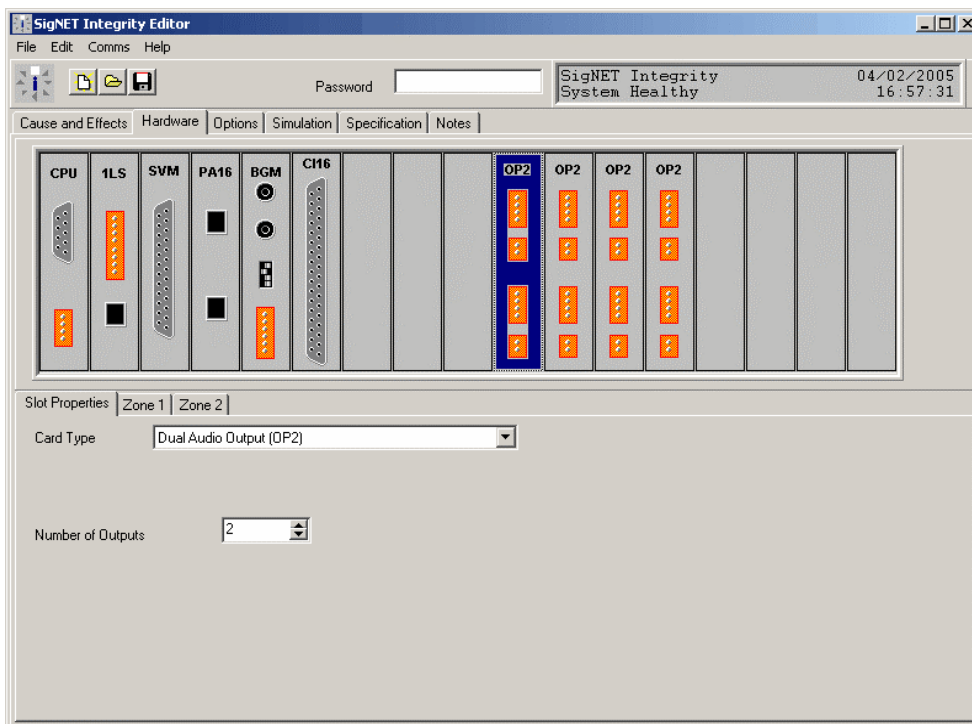 SigNET Integrity Editor
File Edit Comms Help
Password
SigNET Integrity 04/02/2005
System Healthy 16:57:31
Cause and Effects Hardware Options Simulation Specification Notes
CPU 1LS SVM PA16 BGM CI16 OP2 OP2 OP2 OP2
Slot Properties Zone 1 Zone 2
Card Type Dual Audio Output (OP2)
Number of Outputs 2